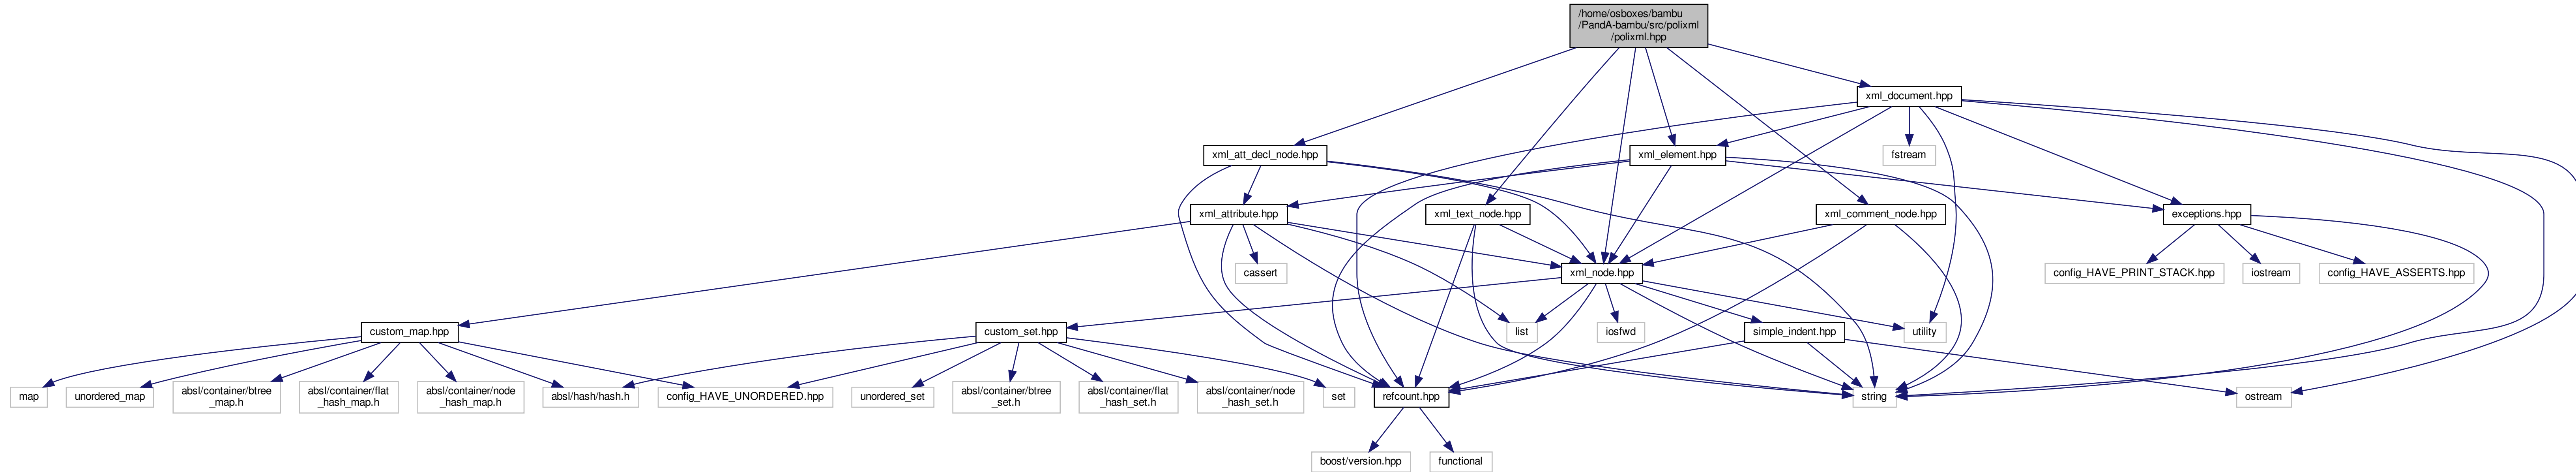 /home/osboxes/bambu
/PandA-bambu/src/polixml
/polixml.hpp
xml_document.hpp
xml_att_decl_node.hpp
xml_element.hpp
fstream
xml_attribute.hpp
xml_text_node.hpp
xml_comment_node.hpp
exceptions.hpp
cassert
xml_node.hpp
config_HAVE_PRINT_STACK.hpp
iostream
config_HAVE_ASSERTS.hpp
custom_map.hpp
custom_set.hpp
list
iosfwd
simple_indent.hpp
utility
map
unordered_map
absl/container/btree
_map.h
absl/container/flat
_hash_map.h
absl/container/node
_hash_map.h
absl/hash/hash.h
config_HAVE_UNORDERED.hpp
unordered_set
absl/container/btree
_set.h
absl/container/flat
_hash_set.h
absl/container/node
_hash_set.h
set
refcount.hpp
string
ostream
boost/version.hpp
functional